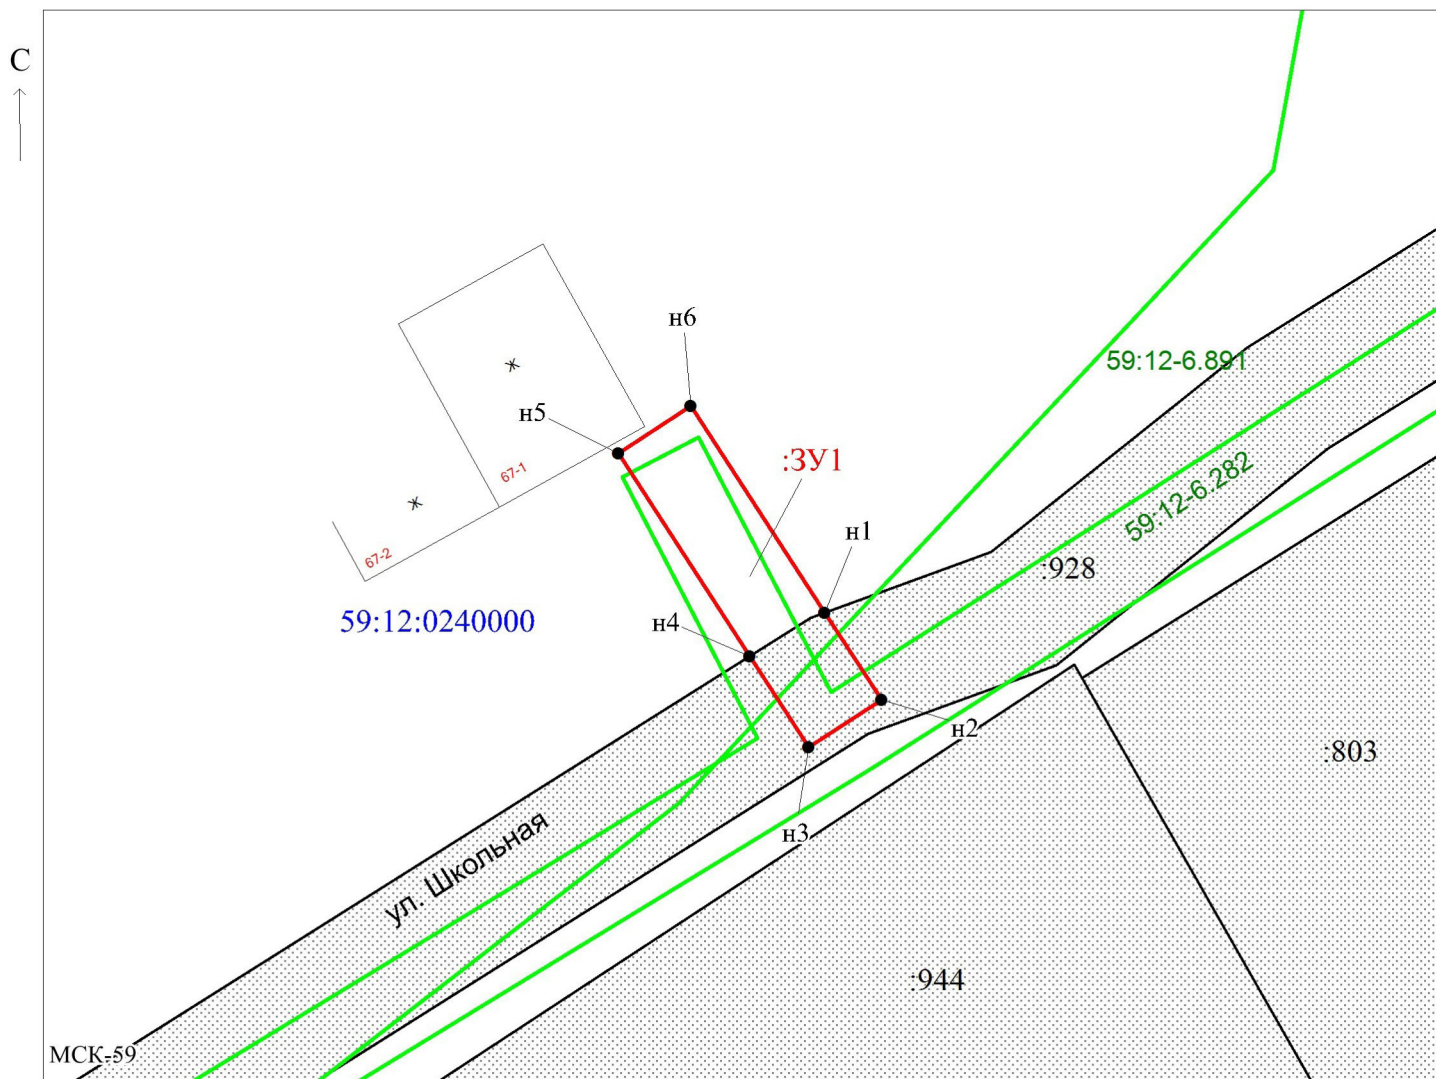 С
н6
59:12-6.891
ж
н5
:ЗУ1
67-1
59:12-6.282
ж
н1
67-2
:928
59:12:0240000
н4
н2
:803
н3
ул. Школьная
:944
МСК-59